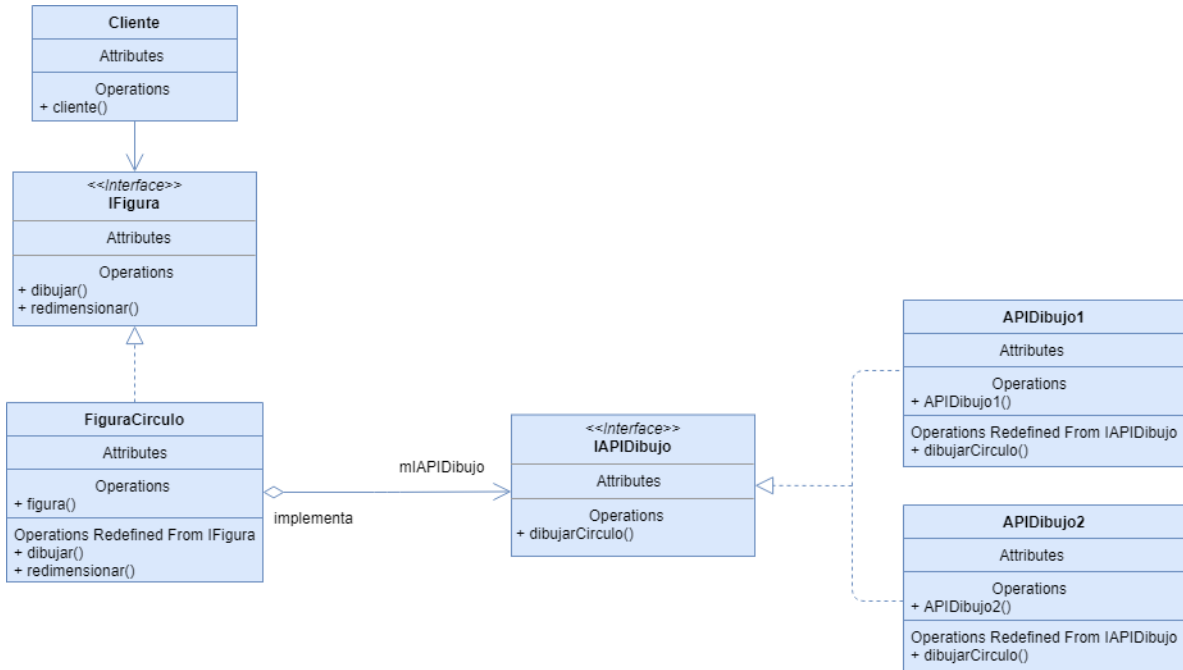 Cliente
Attributes
Operations
+ cliente()
<<Interface>>
IFigura
Attributes
Operations
+ dibujar()
+ redimensionar()
FiguraCirculo
Attributes
Operations
+ figura()
Operations Redefined From IFigura
+ dibujar()
+ redimensionar()
mIAPIDibujo
implementa
<<Interface>>
IAPIDibujo
Attributes
Operations
+ dibujarCirculo()
APIDibujo1
Attributes
Operations
+ APIDibujo1()
Operations Redefined From IAPIDibujo
+ dibujarCirculo()
APIDibujo2
Attributes
Operations
+ APIDibujo2()
Operations Redefined From IAPIDibujo
+ dibujarCirculo()